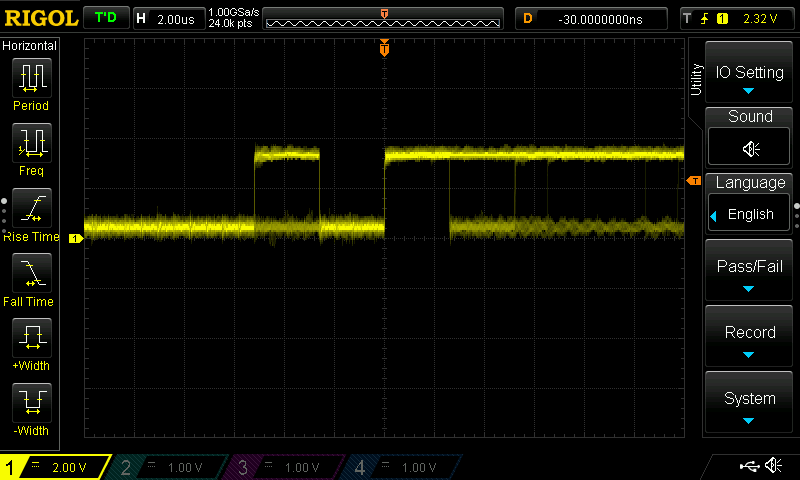 RIGOL T'D H 2.00us 1.00GSa/s 24.0k pts T D -30.0000000ns T 1 2.32 V
Horizontal
Period
Freq
Rise Time
Fall Time
+Width
-Width
T
T
1
Utility
IO Setting
Sound
Language
English
Pass/Fail
Record
System
1 2.00 V 2 1.00 V 3 1.00 V 4 1.00 V